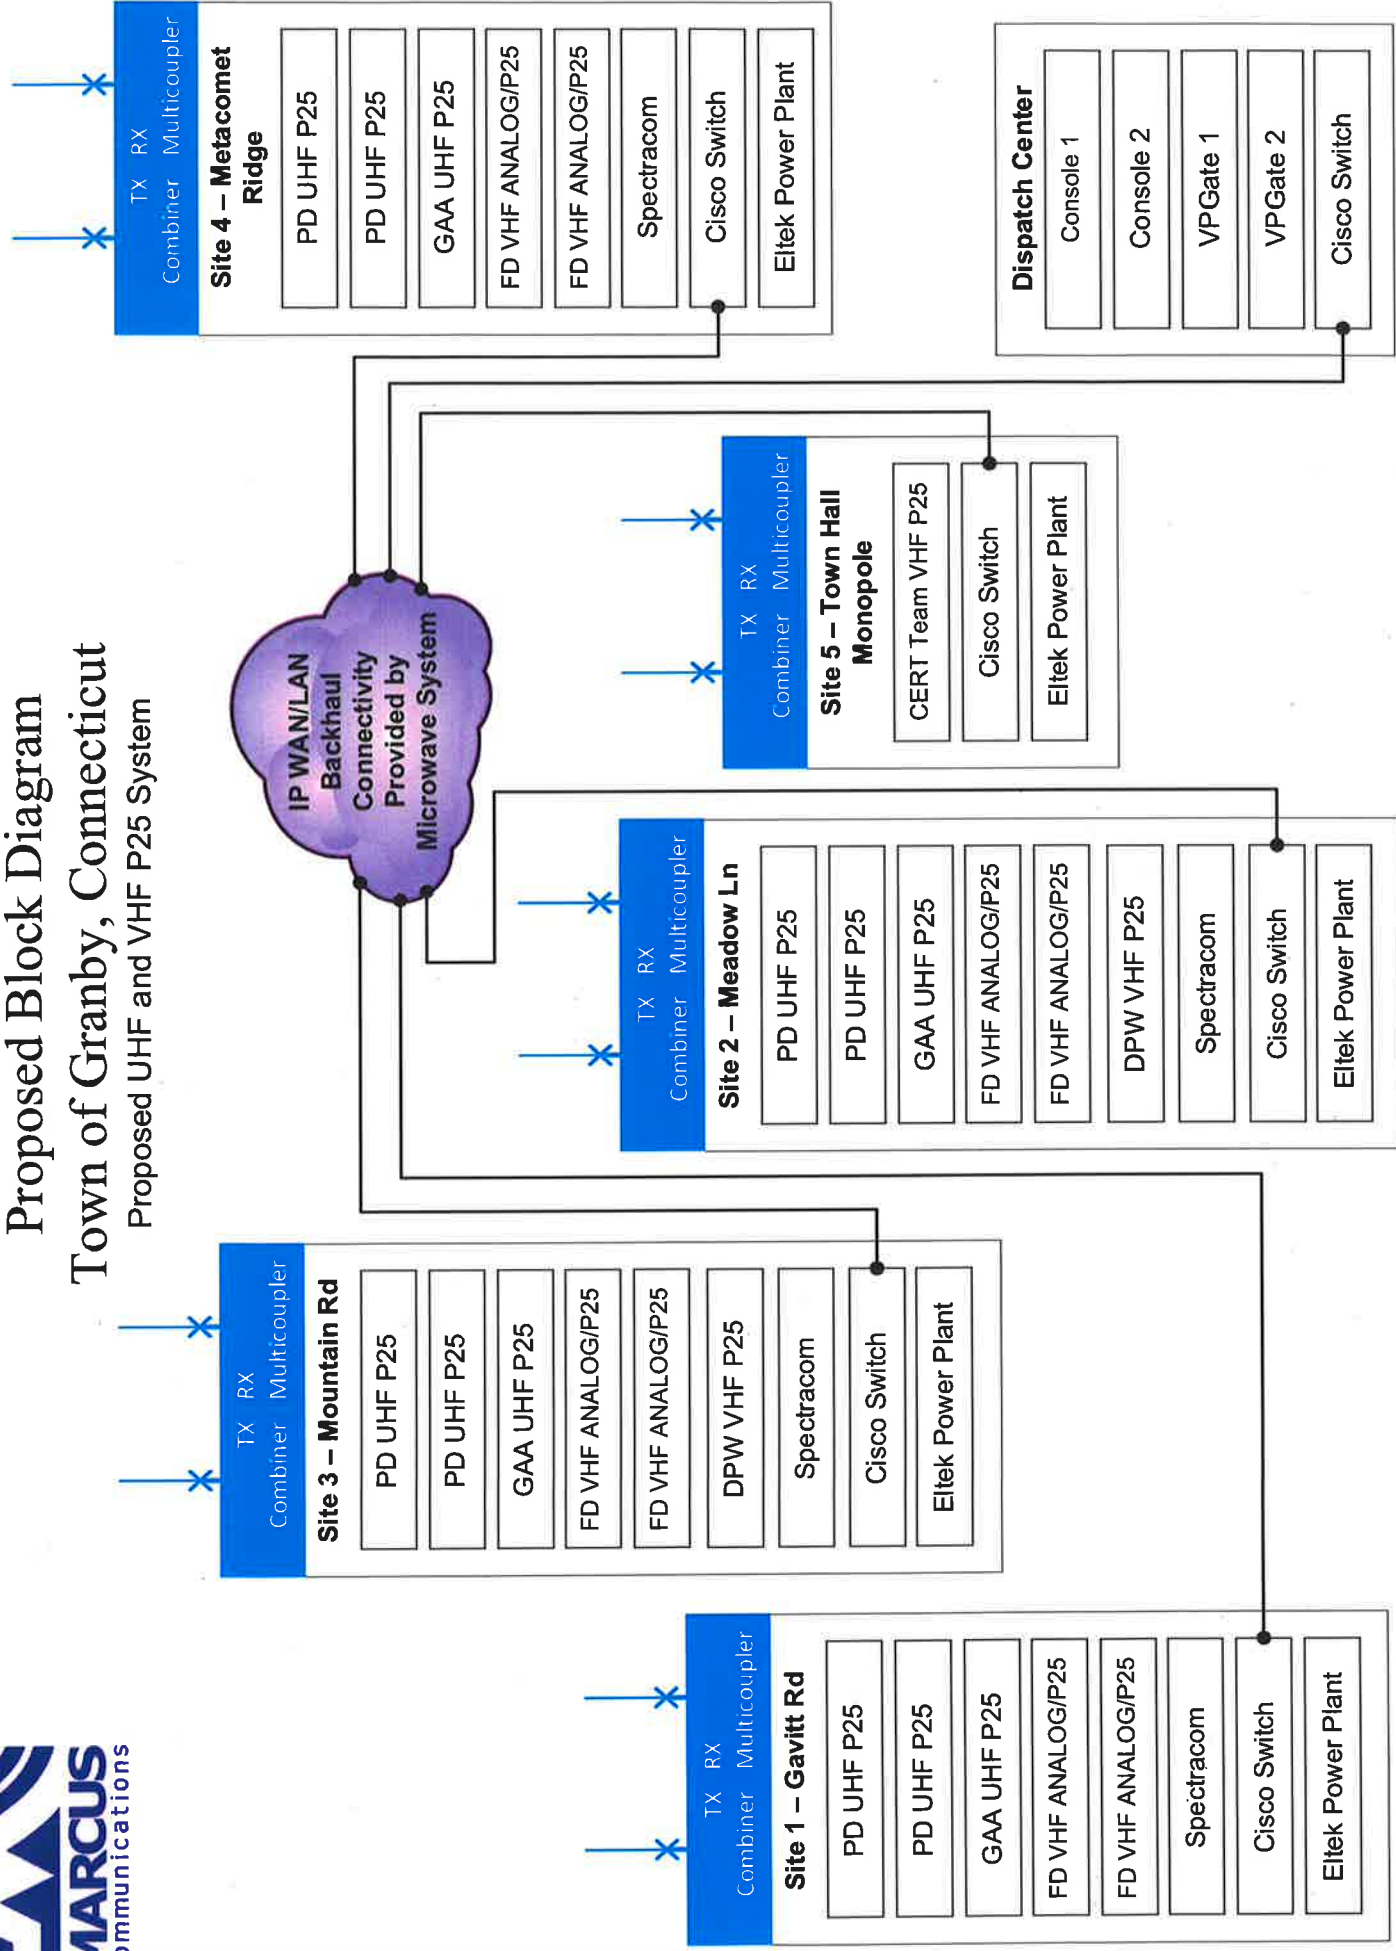 MARCUS
ommunications
Proposed Block Diagram
Town of Granby, Connecticut
Proposed UHF and VHF P25 System
IP WAN/LAN
Backhaul
Connectivity
Provided by
Microwave System
TX RX
Combiner Multicoupler
Site 1 – Gavitt Rd
PD UHF P25
PD UHF P25
GAA UHF P25
FD VHF ANALOG/P25
FD VHF ANALOG/P25
Spectracom
Cisco Switch
Eltek Power Plant
TX RX
Combiner Multicoupler
Site 3 – Mountain Rd
PD UHF P25
PD UHF P25
GAA UHF P25
FD VHF ANALOG/P25
FD VHF ANALOG/P25
DPW VHF P25
Spectracom
Cisco Switch
Eltek Power Plant
TX RX
Combiner Multicoupler
Site 2 – Meadow Ln
PD UHF P25
PD UHF P25
GAA UHF P25
FD VHF ANALOG/P25
FD VHF ANALOG/P25
DPW VHF P25
Spectracom
Cisco Switch
Eltek Power Plant
TX RX
Combiner Multicoupler
Site 5 – Town Hall
Monopole
CERT Team VHF P25
Cisco Switch
Eltek Power Plant
TX RX
Combiner Multicoupler
Site 4 – Metacomet
Ridge
PD UHF P25
PD UHF P25
GAA UHF P25
FD VHF ANALOG/P25
FD VHF ANALOG/P25
Spectracom
Cisco Switch
Eltek Power Plant
Dispatch Center
Console 1
Console 2
VPGate 1
VPGate 2
Cisco Switch